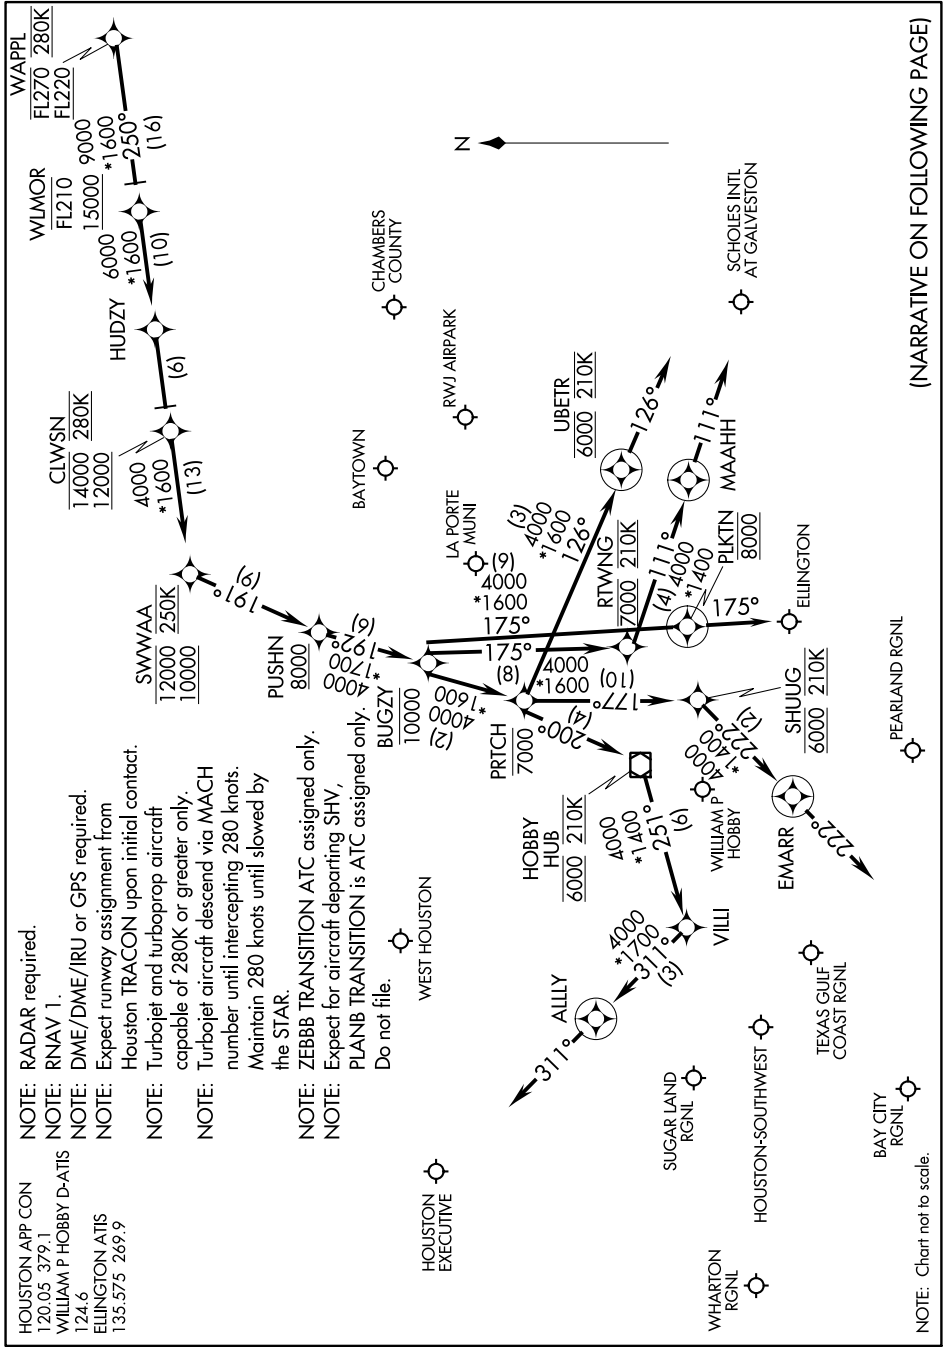 HOUSTON APP CON
120.05 379.1
WILLIAM P HOBBY D-ATIS
124.6
ELLINGTON ATIS
135.575 269.9
NOTE: RADAR required.
NOTE: RNAV 1.
NOTE: DME/DME/IRU or GPS required.
NOTE: Expect runway assignment from
Houston TRACON upon initial contact.
NOTE: Turbojet and turboprop aircraft
capable of 280K or greater only.
NOTE: Turbojet aircraft descend via MACH
number until intercepting 280 knots.
Maintain 280 knots until slowed by
the STAR.
NOTE: ZEBBB TRANSITION ATC assigned only.
NOTE: Expect for aircraft departing SHV,
PLANB TRANSITION is ATC assigned only.
Do not file.
WAPPL
FL270 280K
FL220
9000
*1600
250°
(16)
WLMOR
FL210
15000
6000
*1600
(10)
HUDZY
(6)
CLWSN
14000 280K
12000
4000
*1600
(13)
SWWAA
12000 250K
10000
191°
(9)
PUSHN
8000
192°
(6)
4000
*1700
BUGZY
10000
4000
*1600
(2)
175°
(8)
(9)
4000
*1600
175°
175°
PRTCH
7000
4000
*1600
177°
(10)
200°
(4)
(3)
4000
*1600
126°
UBETR
6000 210K
126°
RTWNG
7000 210K
111°
(4) 4000
*1400
MAAHH
111°
PLKTN
8000
SHUUG
6000 210K
222°
(2)
4000
*1400
EMARR
222°
HOBBY
HUB
6000 210K
4000
*1400
251°
(6)
VILLI
4000
*1700
311°
(3)
ALLLY
311°
N
CHAMBERS
COUNTY
RWJ AIRPARK
BAYTOWN
LA PORTE
MUNI
SCHOLES INTL
AT GALVESTON
ELLINGTON
PEARLAND RGNL
WILLIAM P
HOBBY
WEST HOUSTON
HOUSTON
EXECUTIVE
SUGAR LAND
RGNL
HOUSTON-SOUTHWEST
TEXAS GULF
COAST RGNL
BAY CITY
RGNL
WHARTON
RGNL
NOTE: Chart not to scale.
(NARRATIVE ON FOLLOWING PAGE)